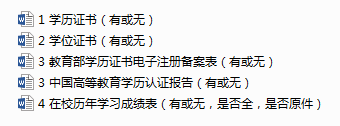 1 学历证书（有或无）
2 学位证书（有或无）
3 教育部学历证书电子注册备案表（有或无）
3 中国高等教育学历认证报告（有或无）
4 在校历年学习成绩表（有或无，是否全，是否原件）